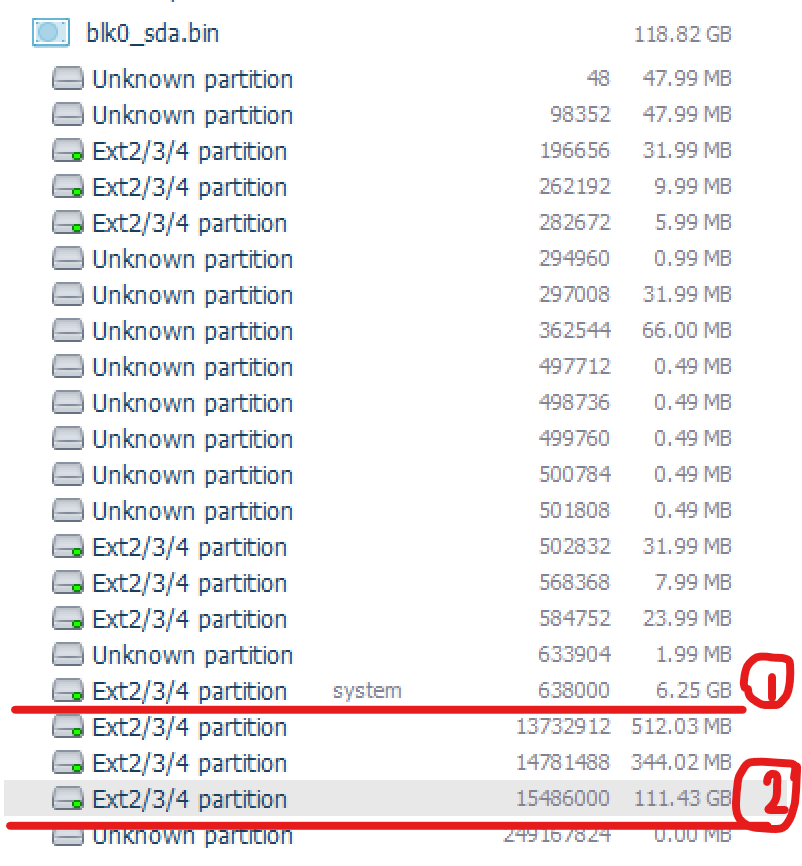 blk0_sda.bin 118.82 GB
Unknown partition 48 47.99 MB
Unknown partition 98352 47.99 MB
Ext2/3/4 partition 196656 31.99 MB
Ext2/3/4 partition 262192 9.99 MB
Ext2/3/4 partition 282672 5.99 MB
Unknown partition 294960 0.99 MB
Unknown partition 297008 31.99 MB
Unknown partition 362544 66.00 MB
Unknown partition 497712 0.49 MB
Unknown partition 498736 0.49 MB
Unknown partition 499760 0.49 MB
Unknown partition 500784 0.49 MB
Unknown partition 501808 0.49 MB
Ext2/3/4 partition 502832 31.99 MB
Ext2/3/4 partition 568368 7.99 MB
Ext2/3/4 partition 584752 23.99 MB
Unknown partition 633904 1.99 MB
Ext2/3/4 partition system 638000 6.25 GB 1
Ext2/3/4 partition 13732912 512.03 MB
Ext2/3/4 partition 14781488 344.02 MB
Ext2/3/4 partition 15486000 111.43 GB 2
Unknown partition 249167824 0.00 MB